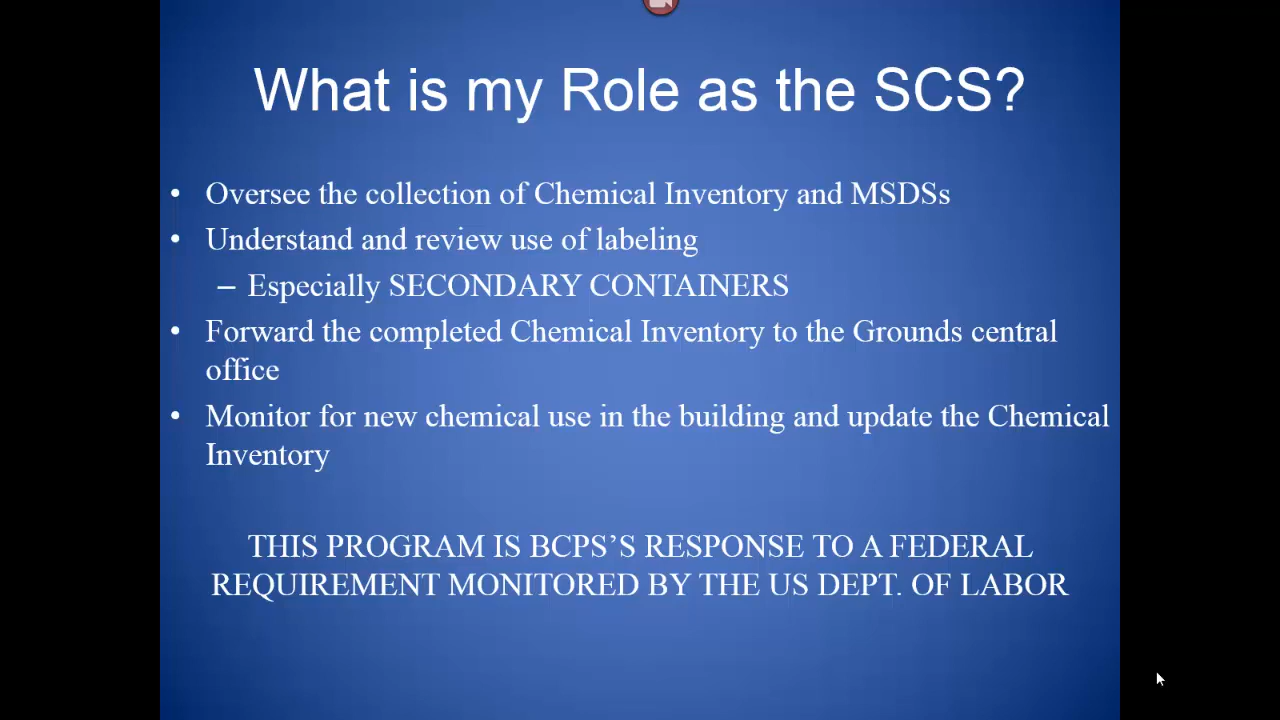 What is my Role as the SCS?
• Oversee the collection of Chemical Inventory and MSDSs
• Understand and review use of labeling
– Especially SECONDARY CONTAINERS
• Forward the completed Chemical Inventory to the Grounds central
office
• Monitor for new chemical use in the building and update the Chemical
Inventory
THIS PROGRAM IS BCPS’S RESPONSE TO A FEDERAL
REQUIREMENT MONITORED BY THE US DEPT. OF LABOR